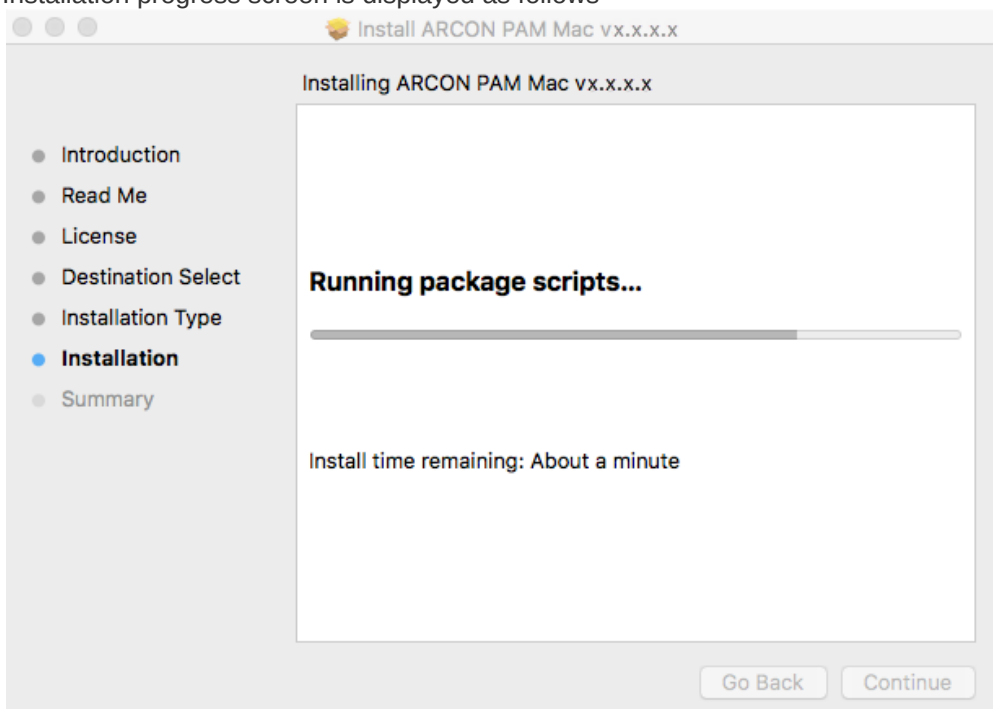 Installation progress screen is displayed as follows
Install ARCON PAM Mac vx.x.x.x
Installing ARCON PAM Mac vx.x.x.x
Introduction
Read Me
License
Destination Select
Installation Type
Installation
Summary
Running package scripts...
Install time remaining: About a minute
Go Back
Continue